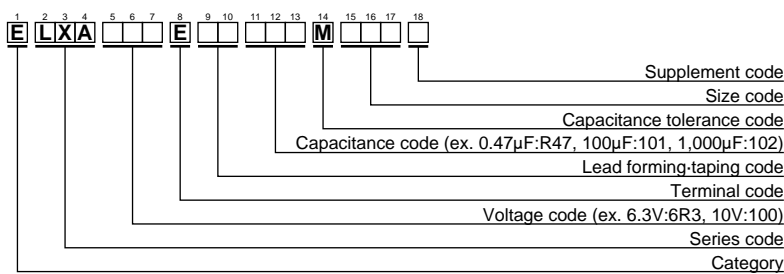 1 2 3 4 5 6 7 8 9 10 11 12 13 14 15 16 17 18
E L X A E M
Supplement code
Size code
Capacitance tolerance code
Capacitance code (ex. 0.47µF:R47, 100µF:101, 1,000µF:102)
Lead forming·taping code
Terminal code
Voltage code (ex. 6.3V:6R3, 10V:100)
Series code
Category